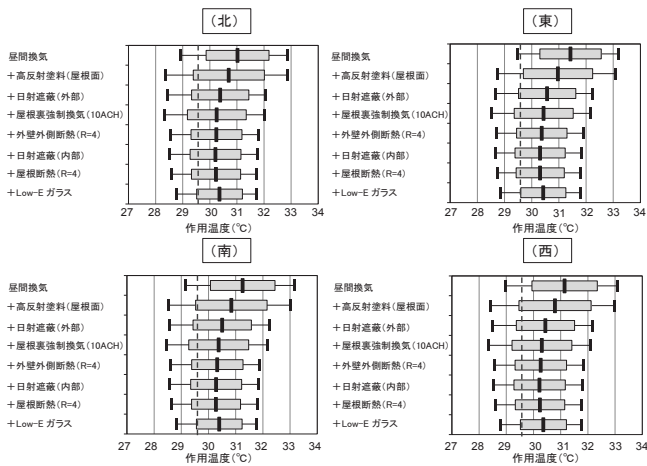 （北）
昼間換気
＋高反射塗料（屋根面）
＋日射遮蔽（外部）
＋屋根裏強制換気（10ACH）
＋外壁外側断熱（R=4）
＋日射遮蔽（内部）
＋屋根断熱（R=4）
＋Low-E ガラス
27 28 29 30 31 32 33 34
作用温度（℃）
（東）
昼間換気
＋高反射塗料（屋根面）
＋日射遮蔽（外部）
＋屋根裏強制換気（10ACH）
＋外壁外側断熱（R=4）
＋日射遮蔽（内部）
＋屋根断熱（R=4）
＋Low-E ガラス
27 28 29 30 31 32 33 34
作用温度（℃）
（南）
昼間換気
＋高反射塗料（屋根面）
＋日射遮蔽（外部）
＋屋根裏強制換気（10ACH）
＋外壁外側断熱（R=4）
＋日射遮蔽（内部）
＋屋根断熱（R=4）
＋Low-E ガラス
27 28 29 30 31 32 33 34
作用温度（℃）
（西）
昼間換気
＋高反射塗料（屋根面）
＋日射遮蔽（外部）
＋屋根裏強制換気（10ACH）
＋外壁外側断熱（R=4）
＋日射遮蔽（内部）
＋屋根断熱（R=4）
＋Low-E ガラス
27 28 29 30 31 32 33 34
作用温度（℃）